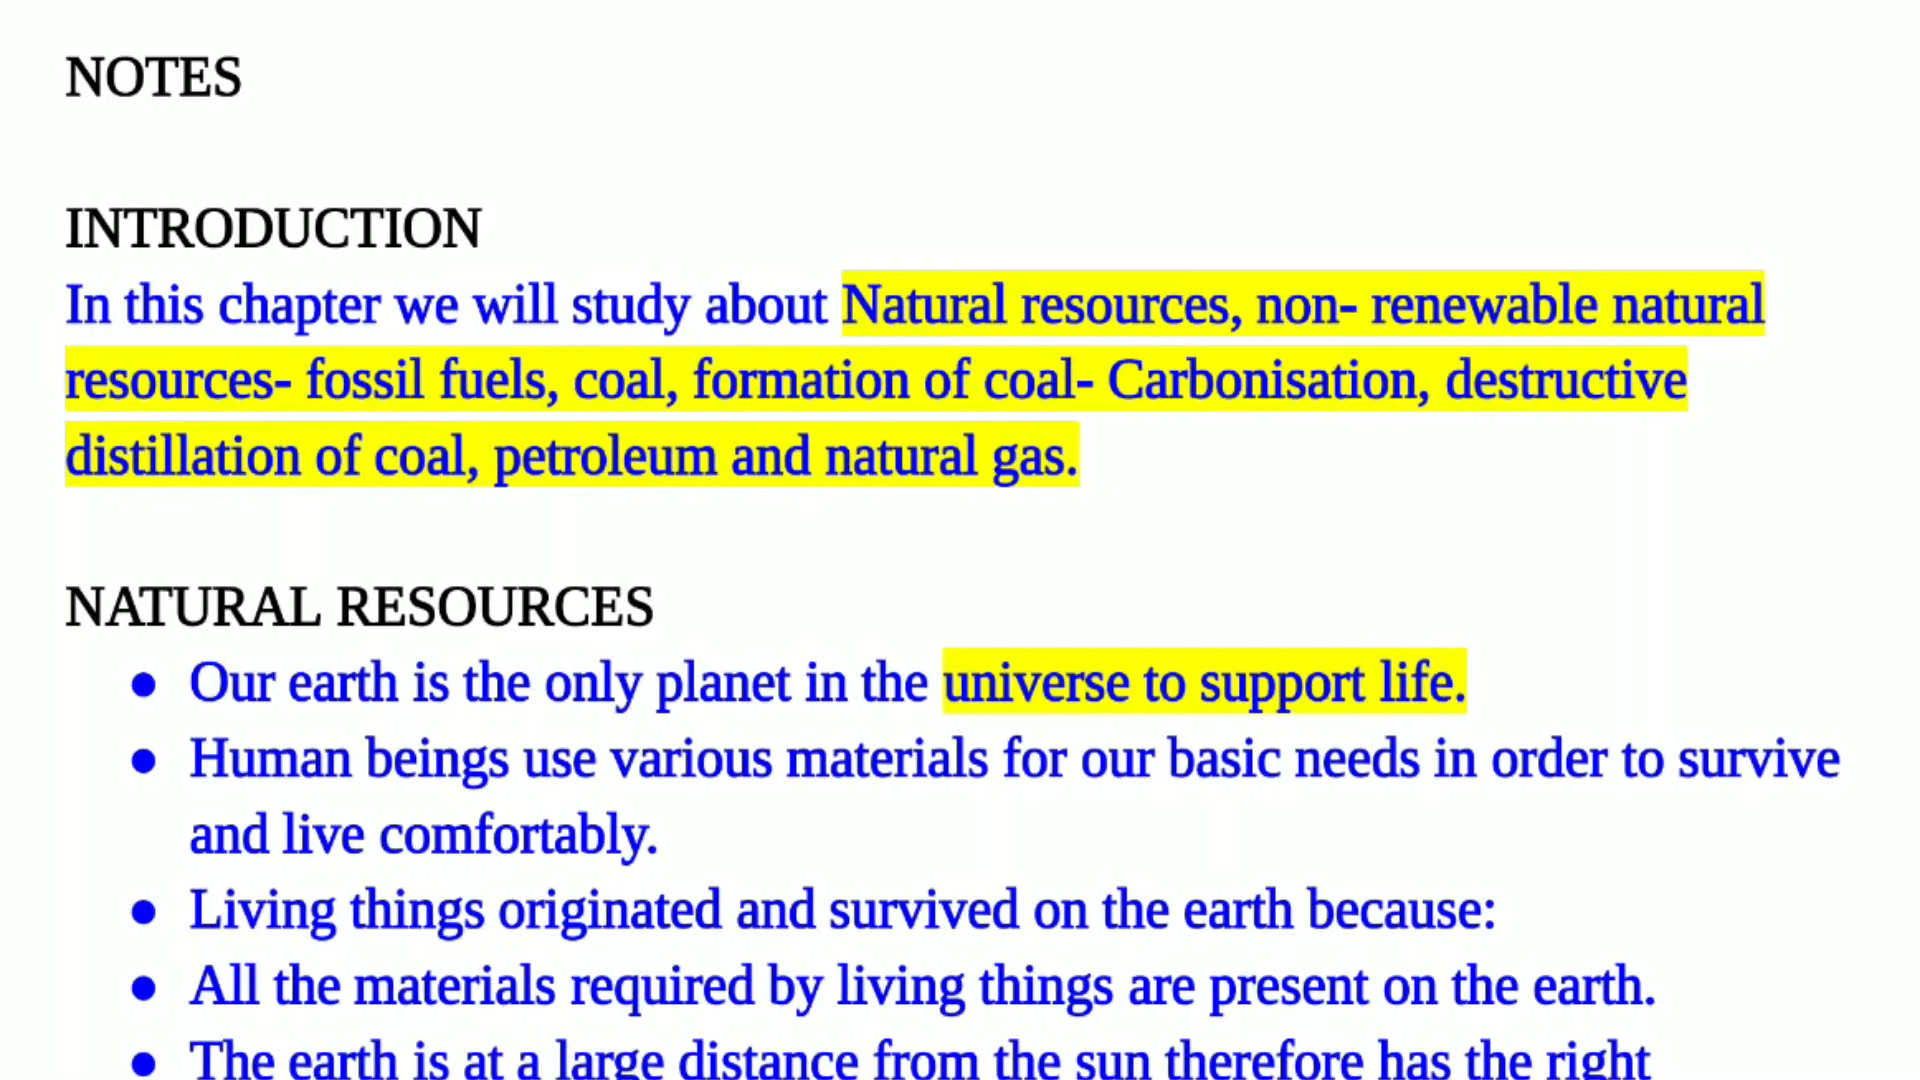 NOTES
INTRODUCTION
In this chapter we will study about Natural resources, non- renewable natural
resources- fossil fuels, coal, formation of coal- Carbonisation, destructive
distillation of coal, petroleum and natural gas.
NATURAL RESOURCES
● Our earth is the only planet in the universe to support life.
● Human beings use various materials for our basic needs in order to survive
and live comfortably.
● Living things originated and survived on the earth because:
● All the materials required by living things are present on the earth.
● The earth is at a large distance from the sun therefore has the right